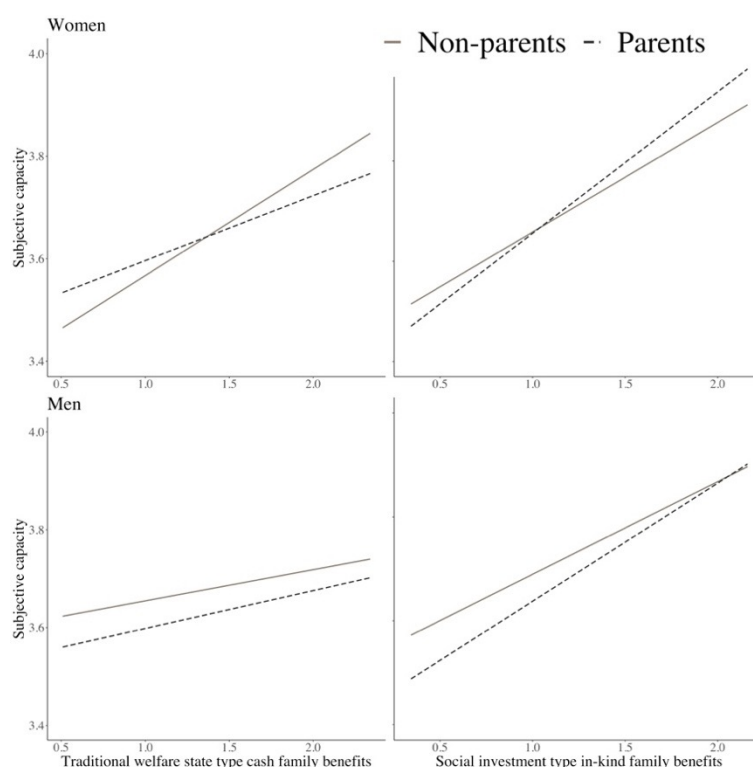 Women
Non-parents Parents
4.0
3.8
3.6
3.4
Subjective capacity
0.5 1.0 1.5 2.0
0.5 1.0 1.5 2.0
Men
4.0
3.8
3.6
3.4
Subjective capacity
0.5 1.0 1.5 2.0
0.5 1.0 1.5 2.0
Traditional welfare state type cash family benefits
Social investment type in-kind family benefits